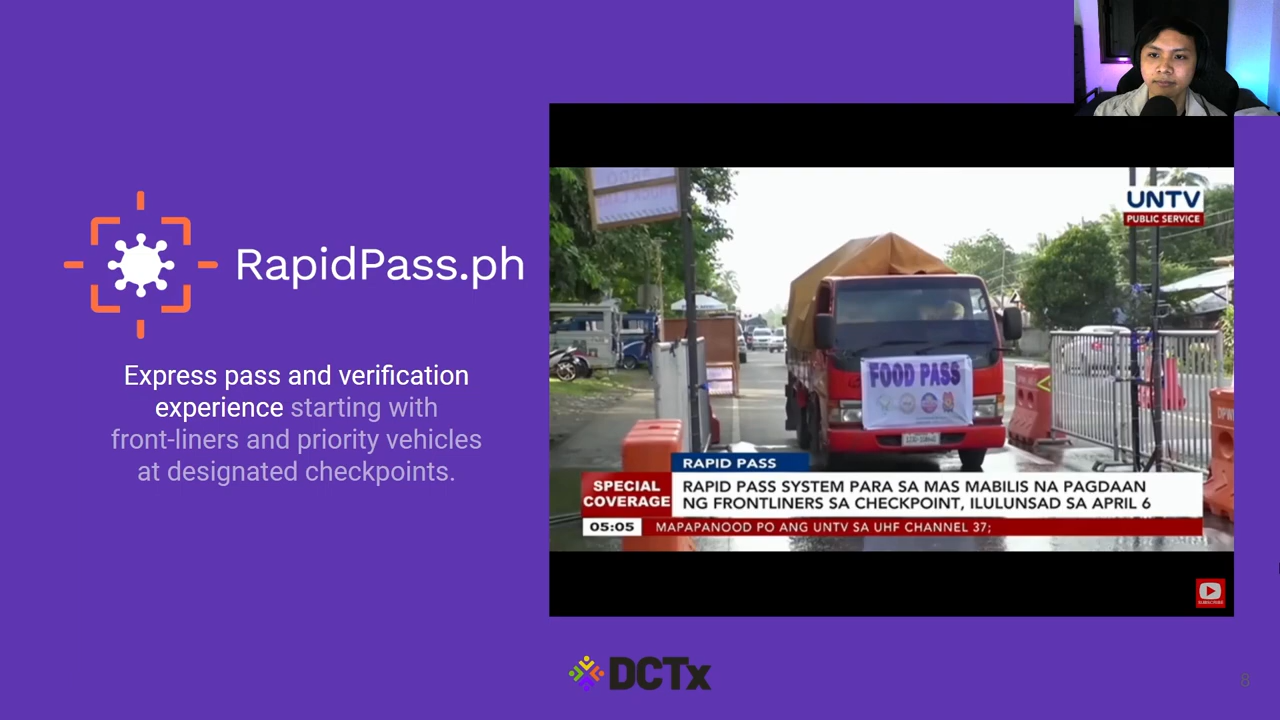 RapidPass.ph
Express pass and verification
experience starting with
front-liners and priority vehicles
at designated checkpoints.
UNTV
PUBLIC SERVICE
FOOD PASS
RAPID PASS
SPECIAL
COVERAGE
RAPID PASS SYSTEM PARA SA MAS MABILIS NA PAGDAAN
NG FRONTLINERS SA CHECKPOINT, ILULUNSAD SA APRIL 6
05:05
MAPAPANOOD PO ANG UNTV SA UHF CHANNEL 37;
SUBSCRIBE
DCTx
8